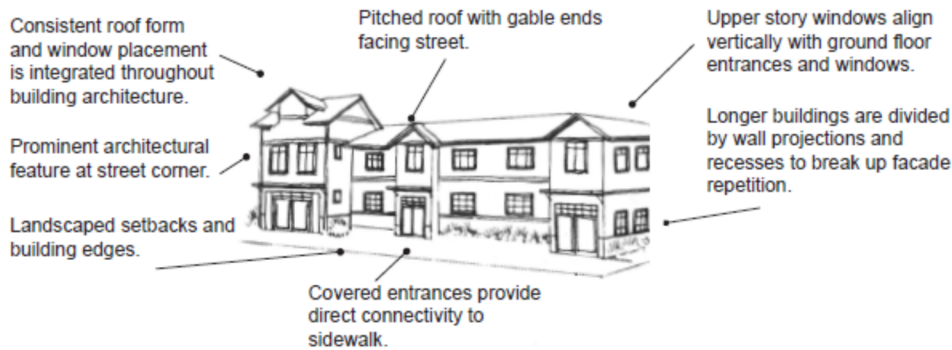 Consistent roof form
and window placement
is integrated throughout
building architecture.
Pitched roof with gable ends
facing street.
Upper story windows align
vertically with ground floor
entrances and windows.
Prominent architectural
feature at street corner.
Longer buildings are divided
by wall projections and
recesses to break up facade
repetition.
Landscaped setbacks and
building edges.
Covered entrances provide
direct connectivity to
sidewalk.